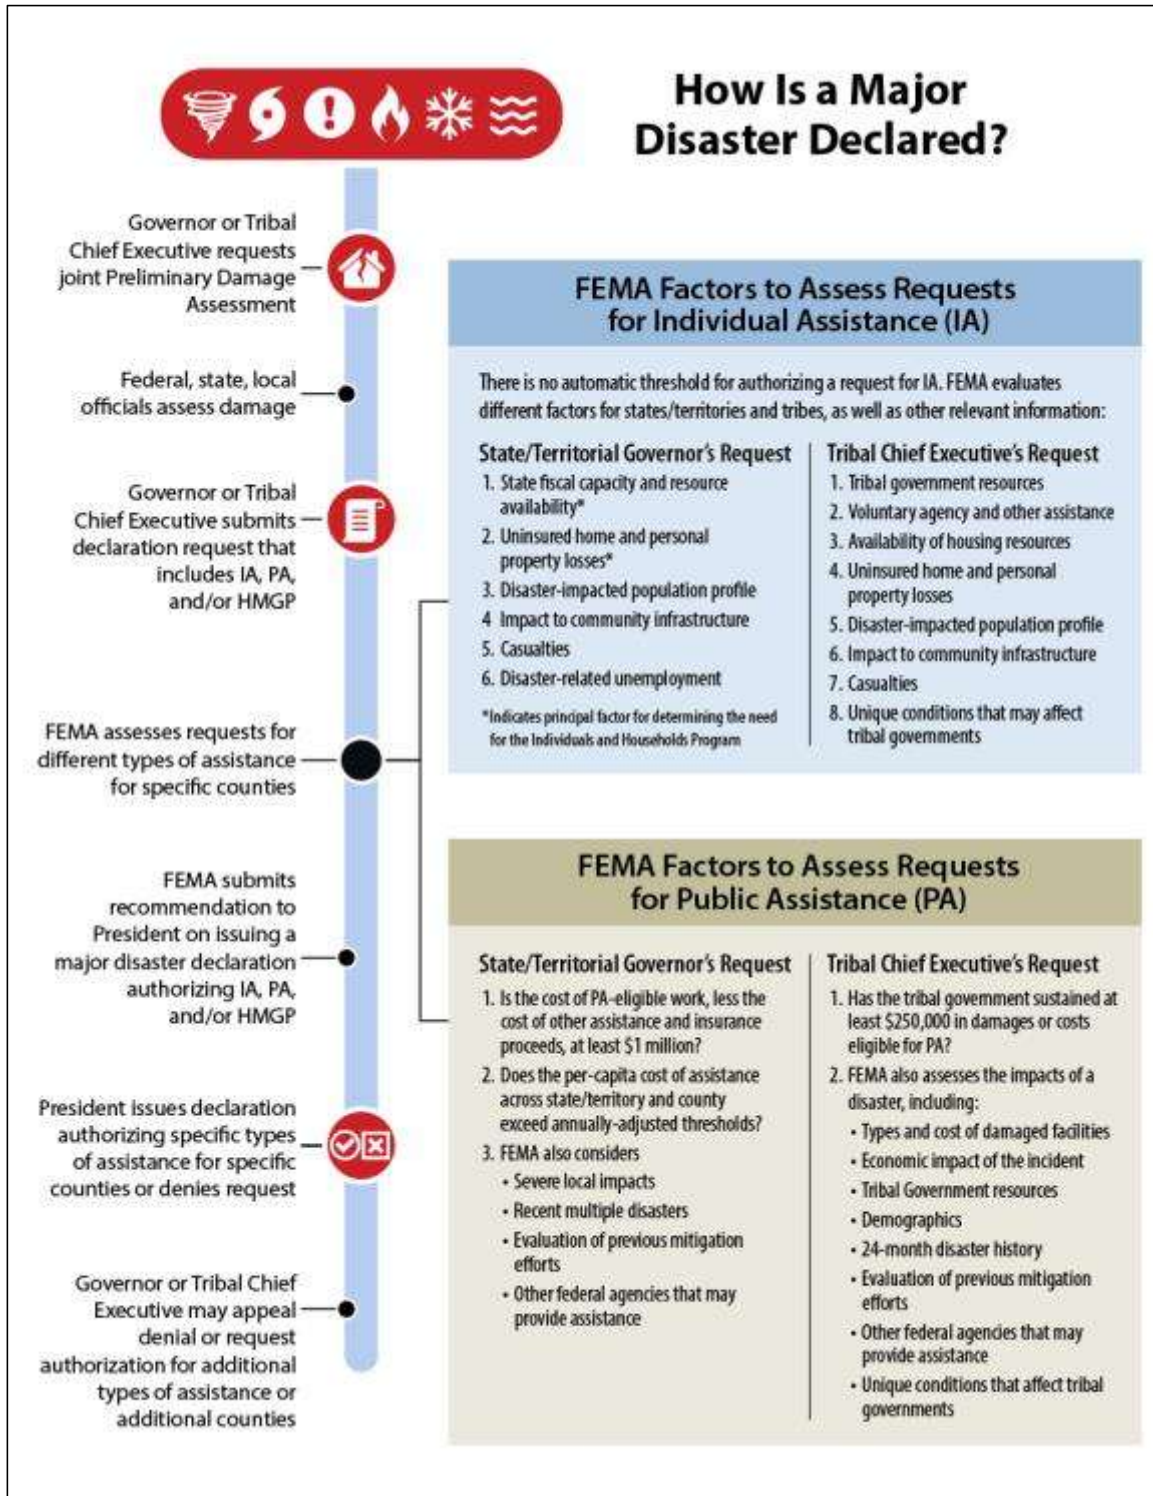 How Is a Major
Disaster Declared?
Governor or Tribal
Chief Executive requests
joint Preliminary Damage
Assessment
Federal, state, local
officials assess damage
Governor or Tribal
Chief Executive submits
declaration request that
includes IA, PA,
and/or HMGP
FEMA assesses requests for
different types of assistance
for specific counties
FEMA submits
recommendation to
President on issuing a
major disaster declaration
authorizing IA, PA,
and/or HMGP
President issues declaration
authorizing specific types
of assistance for specific
counties or denies request
Governor or Tribal Chief
Executive may appeal
denial or request
authorization for additional
types of assistance or
additional counties
FEMA Factors to Assess Requests
for Individual Assistance (IA)
There is no automatic threshold for authorizing a request for IA. FEMA evaluates
different factors for states/territories and tribes, as well as other relevant information:
State/Territorial Governor's Request
1. State fiscal capacity and resource
availability*
2. Uninsured home and personal
property losses*
3. Disaster-impacted population profile
4 Impact to community infrastructure
5. Casualties
6. Disaster-related unemployment
*Indicates principal factor for determining the need
for the Individuals and Households Program
Tribal Chief Executive's Request
1. Tribal government resources
2. Voluntary agency and other assistance
3. Availability of housing resources
4. Uninsured home and personal
property losses
5. Disaster-impacted population profile
6. Impact to community infrastructure
7. Casualties
8. Unique conditions that may affect
tribal governments
FEMA Factors to Assess Requests
for Public Assistance (PA)
State/Territorial Governor's Request
1. Is the cost of PA-eligible work, less the
cost of other assistance and insurance
proceeds, at least $1 million?
2. Does the per-capita cost of assistance
across state/territory and county
exceed annually-adjusted thresholds?
3. FEMA also considers
• Severe local impacts
• Recent multiple disasters
• Evaluation of previous mitigation
efforts
• Other federal agencies that may
provide assistance
Tribal Chief Executive's Request
1. Has the tribal government sustained at
least $250,000 in damages or costs
eligible for PA?
2. FEMA also assesses the impacts of a
disaster, including:
• Types and cost of damaged facilities
• Economic impact of the incident
• Tribal Government resources
• Demographics
• 24-month disaster history
• Evaluation of previous mitigation
efforts
• Other federal agencies that may
provide assistance
• Unique conditions that affect tribal
governments